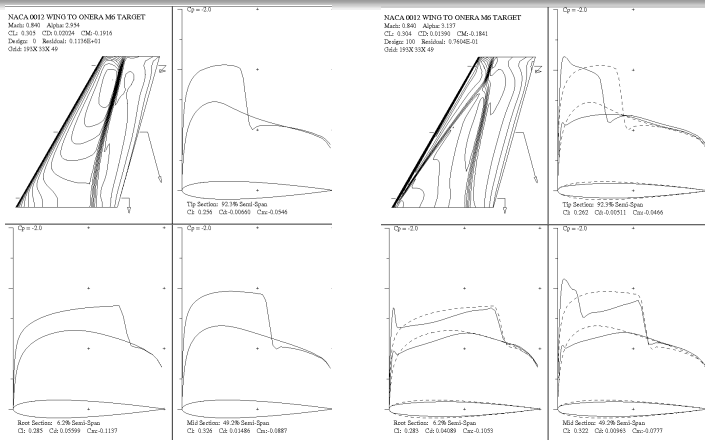 NACA 0012 WING TO ONERA M6 TARGET
Mach: 0.840 Alpha: 2.954
CL: 0.305 CD: 0.02024 CM:-0.1916
Design: 0 Residual: 0.1136E+01
Grid: 193X 33X 49
Cp = -2.0
Tip Section: 92.3% Semi-Span
Cl: 0.256 Cd:-0.00660 Cm:-0.0546
Cp = -2.0
Root Section: 6.2% Semi-Span
Cl: 0.285 Cd: 0.05599 Cm:-0.1137
Cp = -2.0
Mid Section: 49.2% Semi-Span
Cl: 0.326 Cd: 0.01486 Cm:-0.0887
NACA 0012 WING TO ONERA M6 TARGET
Mach: 0.840 Alpha: 3.137
CL: 0.304 CD: 0.01390 CM:-0.1841
Design: 100 Residual: 0.7604E-01
Grid: 193X 33X 49
Cp = -2.0
Tip Section: 92.3% Semi-Span
Cl: 0.262 Cd:-0.00511 Cm:-0.0466
Cp = -2.0
Root Section: 6.2% Semi-Span
Cl: 0.283 Cd: 0.04089 Cm:-0.1053
Cp = -2.0
Mid Section: 49.2% Semi-Span
Cl: 0.322 Cd: 0.00963 Cm:-0.0777